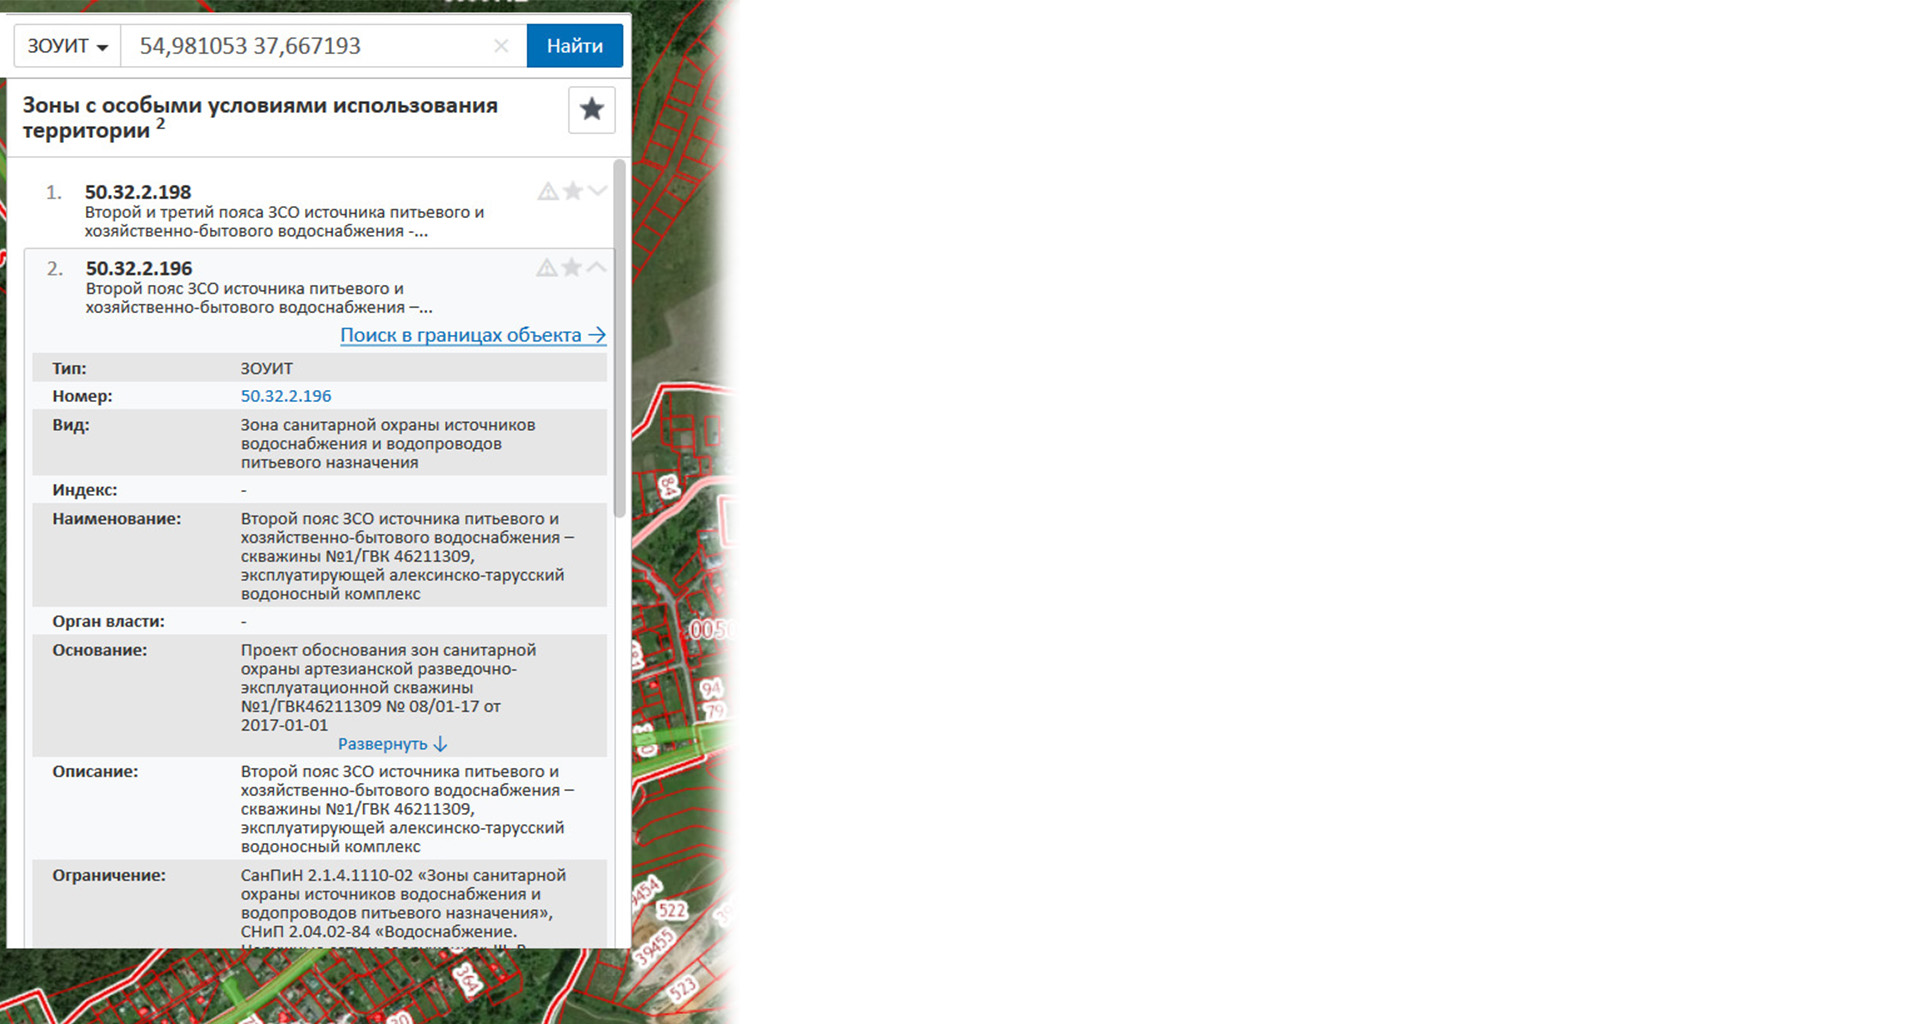 ЗОУИТ
54,981053 37,667193
Найти
Зоны с особыми условиями использования
территории 2
1.
50.32.2.198
Второй и третий пояса ЗСО источника питьевого и
хозяйственно-бытового водоснабжения -...
2.
50.32.2.196
Второй пояс ЗСО источника питьевого и
хозяйственно-бытового водоснабжения –...
Поиск в границах объекта →
Тип: ЗОУИТ
Номер: 50.32.2.196
Вид: Зона санитарной охраны источников
водоснабжения и водопроводов
питьевого назначения
Индекс: -
Наименование: Второй пояс ЗСО источника питьевого и
хозяйственно-бытового водоснабжения –
скважины №1/ГВК 46211309,
эксплуатирующей алексинско-тарусский
водоносный комплекс
Орган власти: -
Основание: Проект обоснования зон санитарной
охраны артезианской разведочно-
эксплуатационной скважины
№1/ГВК46211309 № 08/01-17 от
2017-01-01
Развернуть ↓
Описание: Второй пояс ЗСО источника питьевого и
хозяйственно-бытового водоснабжения –
скважины №1/ГВК 46211309,
эксплуатирующей алексинско-тарусский
водоносный комплекс
Ограничение: СанПиН 2.1.4.1110-02 «Зоны санитарной
охраны источников водоснабжения и
водопроводов питьевого назначения»,
СНиП 2.04.02-84 «Водоснабжение.
84
94
79
522
39455
523
364